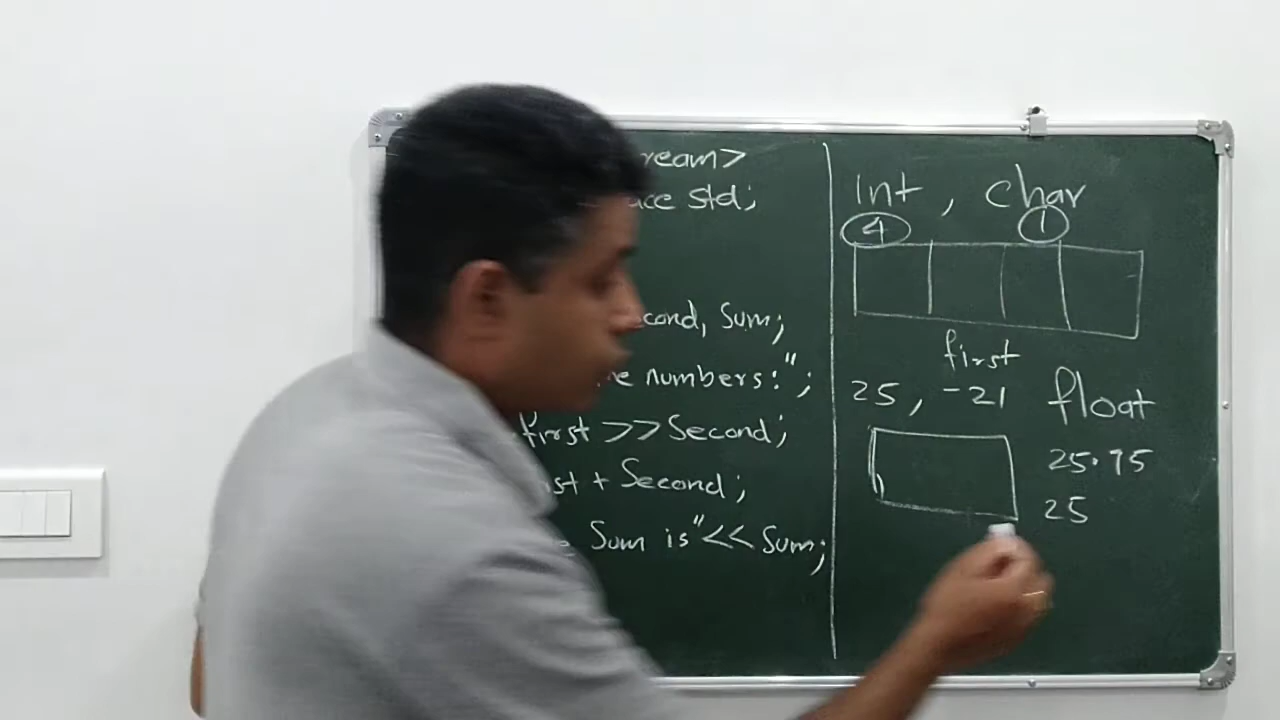 ream>
ace std;
cond, Sum;
he numbers:";
first >>Second;
st + Second;
Sum is"<< Sum;
int, char
4 1
first
25, -21 float
25.75
25